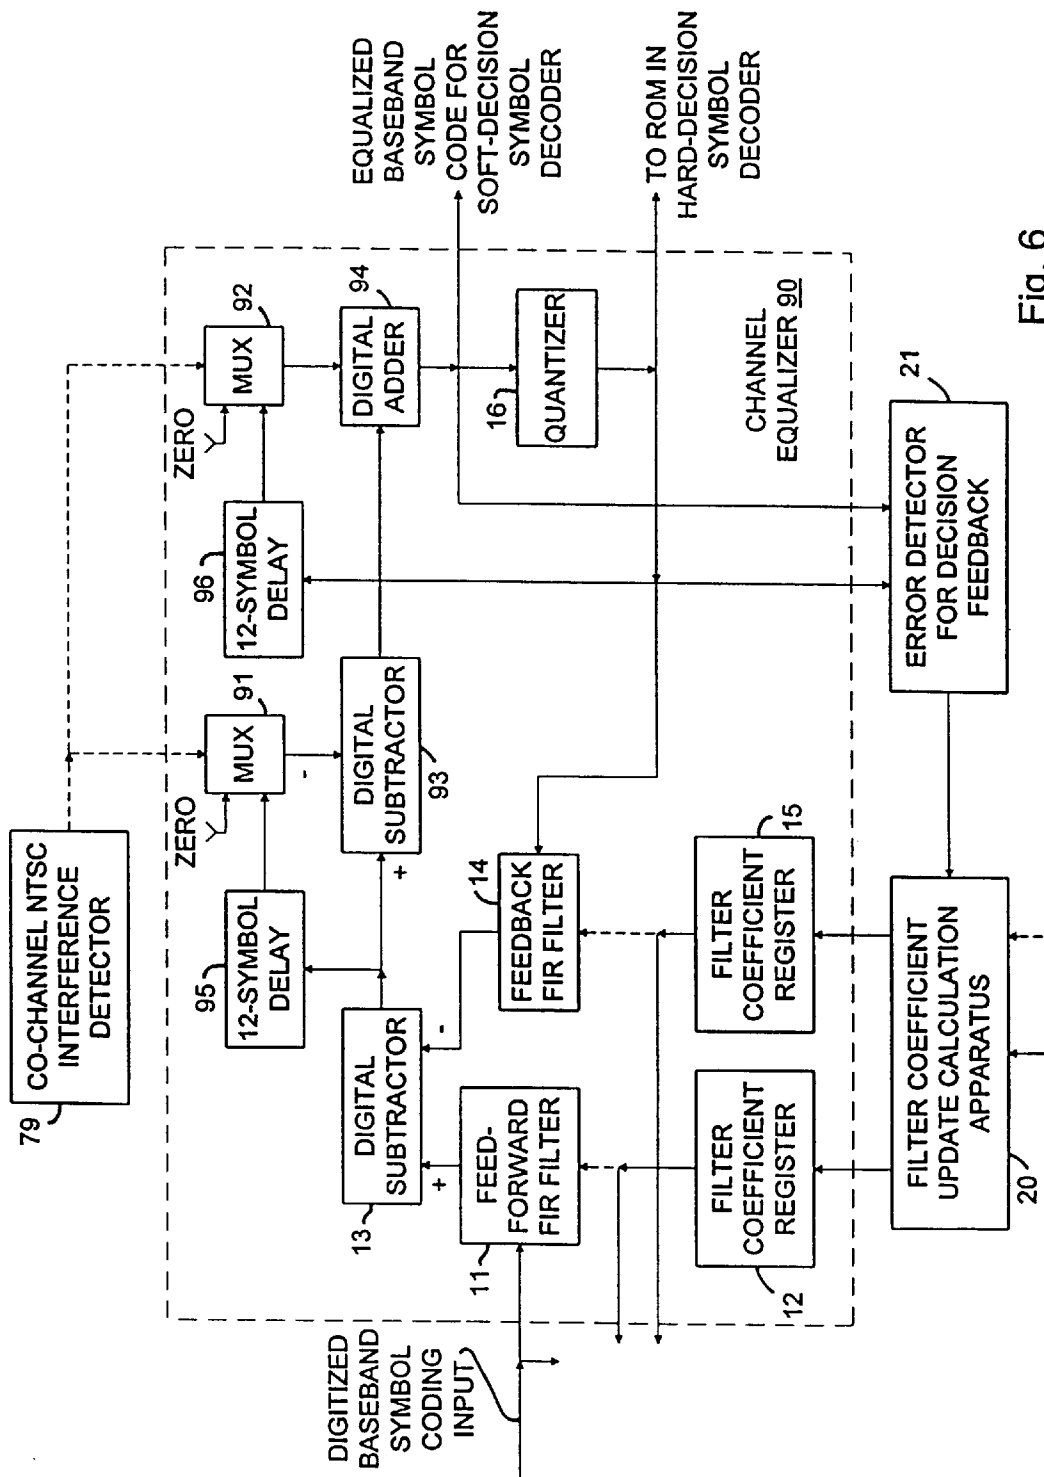 CO-CHANNEL NTSC
INTERFERENCE
DETECTOR
79
ZERO
MUX
91
ZERO
MUX
92
95
12-SYMBOL
DELAY
96
12-SYMBOL
DELAY
13
DIGITAL
SUBTRACTOR
+
-
DIGITAL
SUBTRACTOR
93
+
-
DIGITAL
ADDER
94
EQUALIZED
BASEBAND
SYMBOL
CODE FOR
SOFT-DECISION
SYMBOL
DECODER
DIGITIZED
BASEBAND
SYMBOL
CODING
INPUT
11
FEED-
FORWARD
FIR FILTER
14
FEEDBACK
FIR FILTER
16
QUANTIZER
TO ROM IN
HARD-DECISION
SYMBOL
DECODER
12
FILTER
COEFFICIENT
REGISTER
15
FILTER
COEFFICIENT
REGISTER
CHANNEL
EQUALIZER 90
20
FILTER COEFFICIENT
UPDATE CALCULATION
APPARATUS
21
ERROR DETECTOR
FOR DECISION
FEEDBACK
Fig. 6